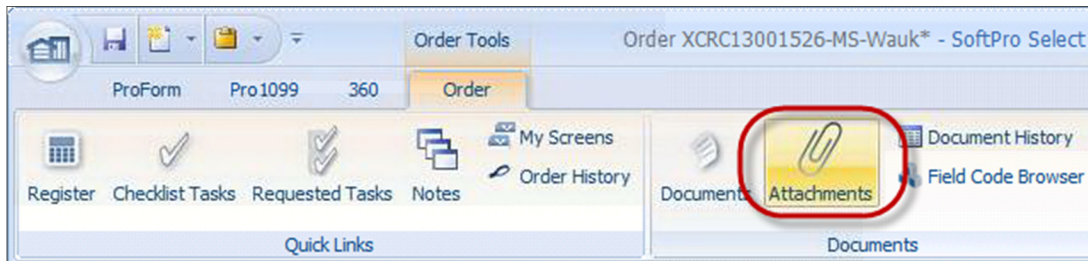 Order Tools Order XCRC13001526-MS-Wauk* - SoftPro Select
ProForm Pro1099 360 Order
My Screens Document History
Order History Field Code Browser
Register Checklist Tasks Requested Tasks Notes Documents Attachments
Quick Links Documents